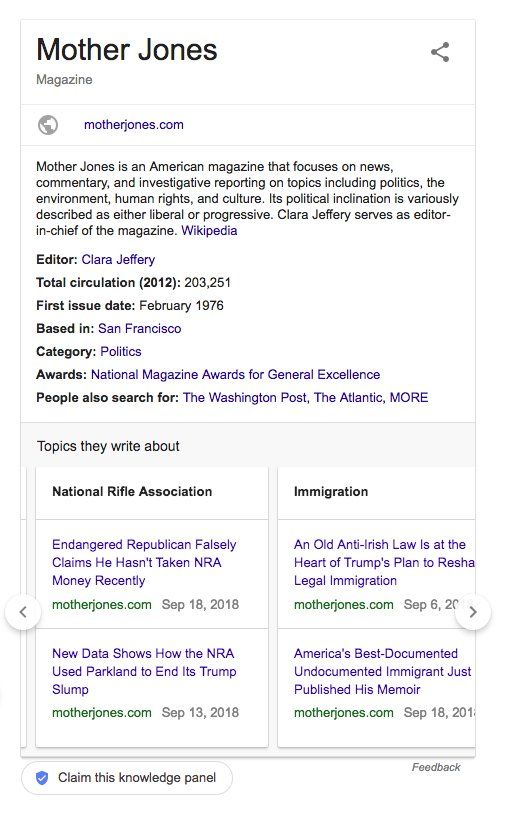 Mother Jones
Magazine
motherjones.com
Mother Jones is an American magazine that focuses on news,
commentary, and investigative reporting on topics including politics, the
environment, human rights, and culture. Its political inclination is variously
described as either liberal or progressive. Clara Jeffery serves as editor-
in-chief of the magazine. Wikipedia
Editor: Clara Jeffery
Total circulation (2012): 203,251
First issue date: February 1976
Based in: San Francisco
Category: Politics
Awards: National Magazine Awards for General Excellence
People also search for: The Washington Post, The Atlantic, MORE
Topics they write about
National Rifle Association
Endangered Republican Falsely
Claims He Hasn't Taken NRA
Money Recently
motherjones.com Sep 18, 2018
New Data Shows How the NRA
Used Parkland to End Its Trump
Slump
motherjones.com Sep 13, 2018
Immigration
An Old Anti-Irish Law Is at the
Heart of Trump's Plan to Resha
Legal Immigration
motherjones.com Sep 6, 20
America's Best-Documented
Undocumented Immigrant Just
Published His Memoir
motherjones.com Sep 18, 201
Claim this knowledge panel
Feedback